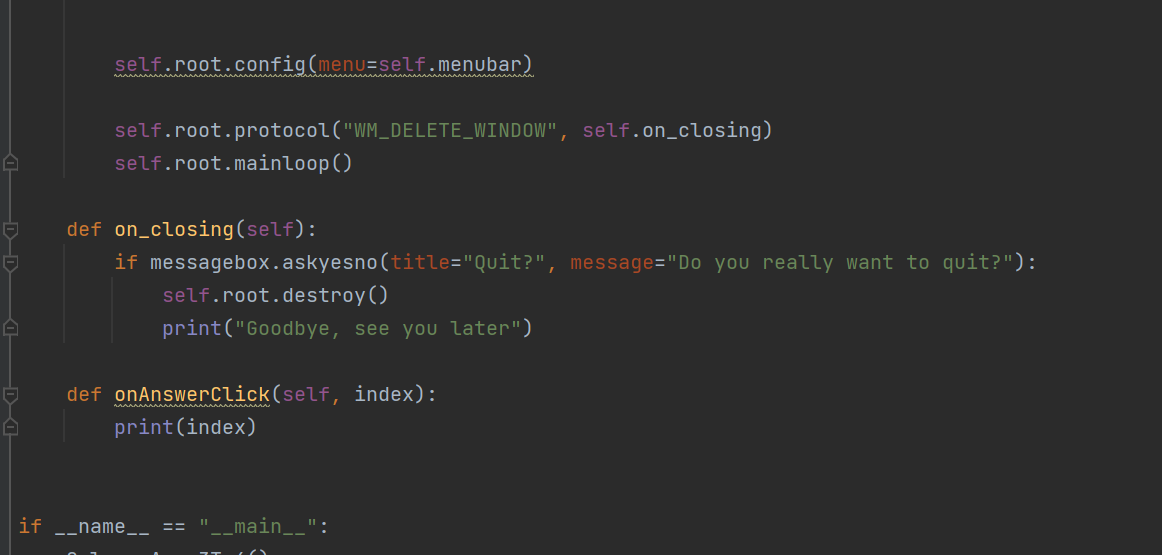 self.root.config(menu=self.menubar)
self.root.protocol("WM_DELETE_WINDOW", self.on_closing)
self.root.mainloop()
def on_closing(self):
if messagebox.askyesno(title="Quit?", message="Do you really want to quit?"):
self.root.destroy()
print("Goodbye, see you later")
def onAnswerClick(self, index):
print(index)
if __name__ == "__main__":